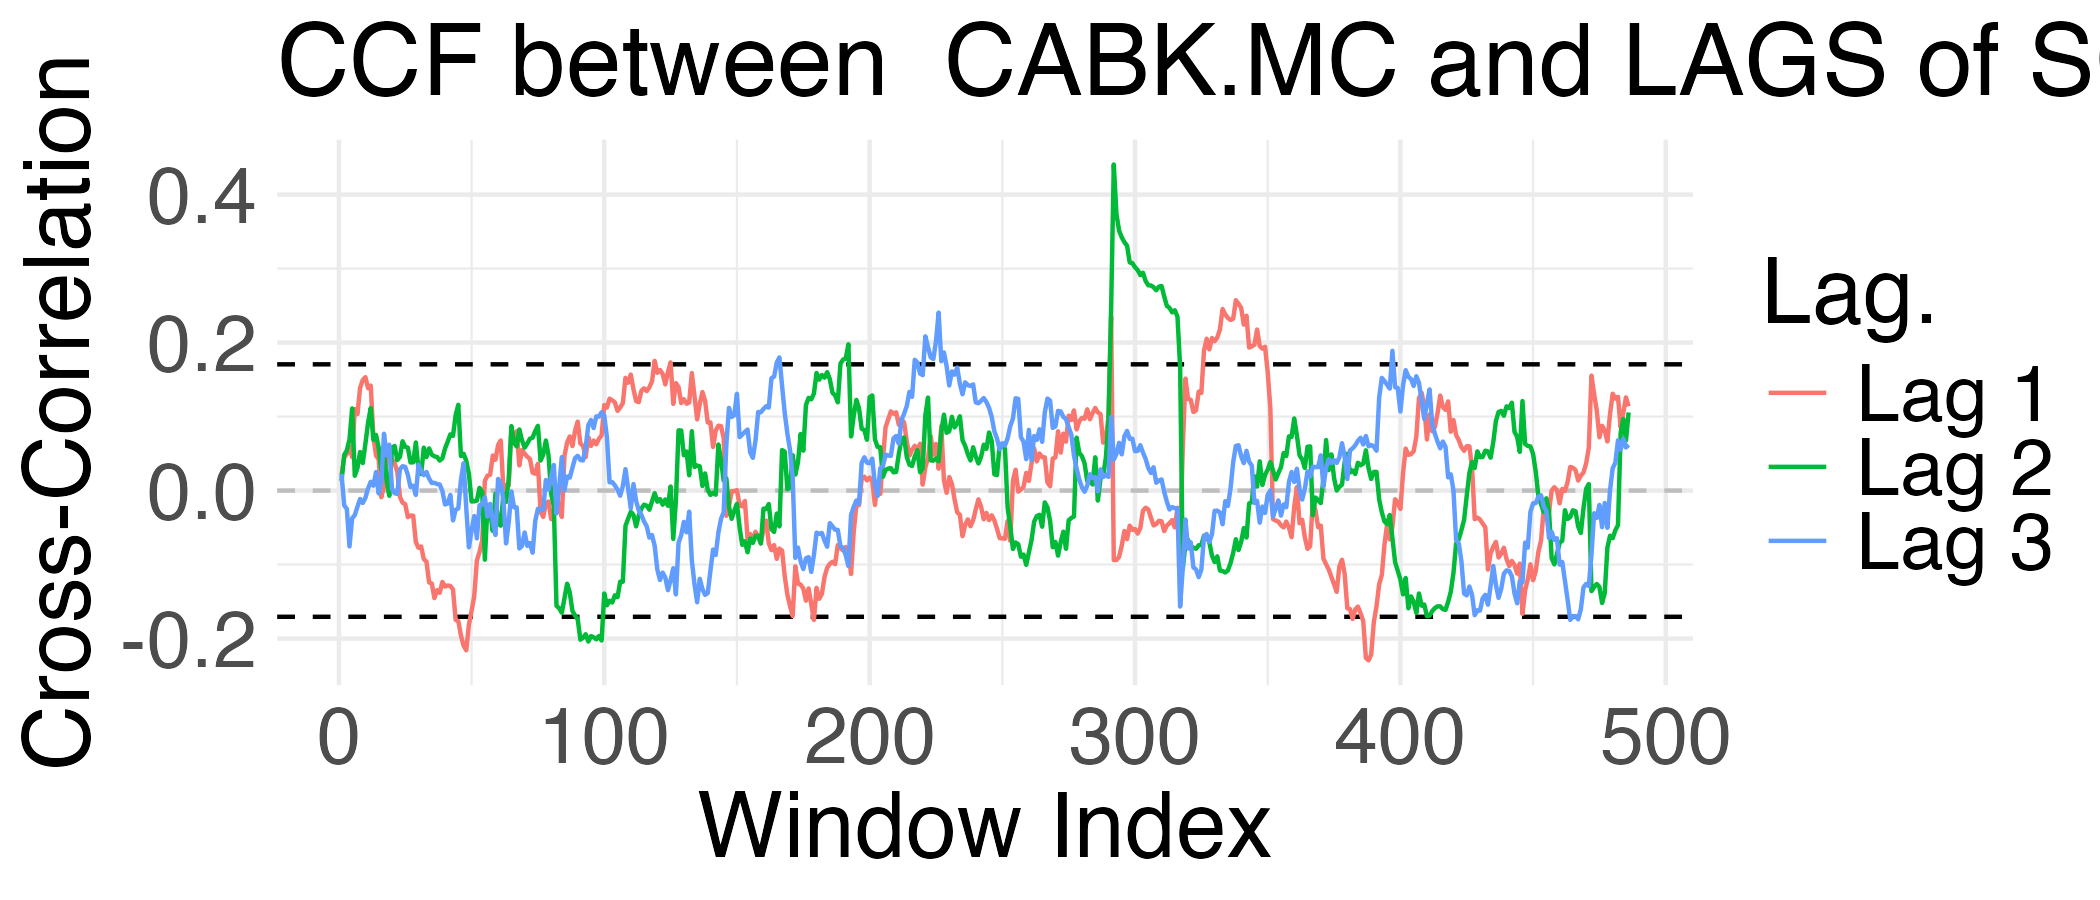 CCF between  CABK.MC and LAGS of
Cross-Correlation
0.4
0.2
0.0
-0.2
0
100
200
300
400
500
Window Index
Lag.
Lag 1
Lag 2
Lag 3